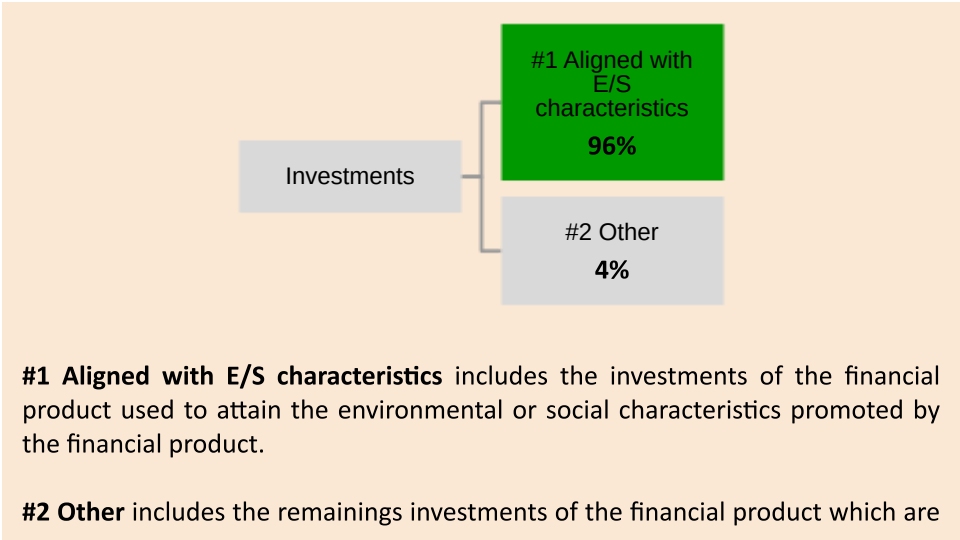 #1 Aligned with
E/S
characteristics
96%
Investments
#2 Other
4%
#1 Aligned with E/S characteristics includes the investments of the financial
product used to attain the environmental or social characteristics promoted by
the financial product.
#2 Other includes the remainings investments of the financial product which are